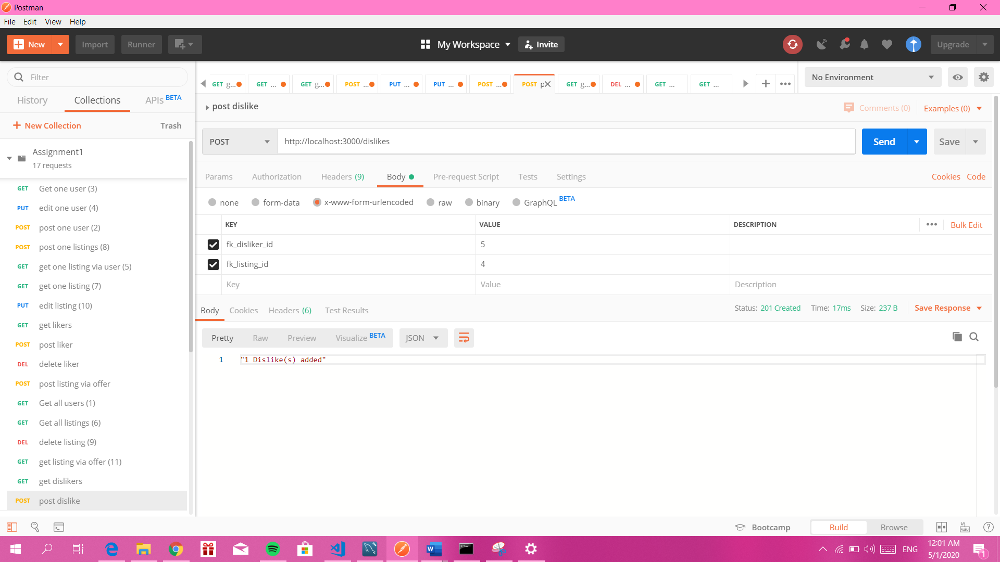 Postman
File Edit View Help
New Import Runner My Workspace Invite Upgrade
Filter
History Collections APIs BETA
New Collection Trash
Assignment1
17 requests
GET Get one user (3)
PUT edit one user (4)
POST post one user (2)
POST post one listings (8)
GET get one listing via user (5)
GET get one listing (7)
PUT edit listing (10)
GET get likers
POST post liker
DEL delete liker
POST post listing via offer
GET Get all users (1)
GET Get all listings (6)
DEL delete listing (9)
GET get listing via offer (11)
GET get dislikers
POST post dislike
GET g... GET ... GET g... POST ... PUT ... PUT ... POST ... POST p GET g... DEL ... GET ... GET ...
No Environment
post dislike
Comments (0) Examples (0)
POST http://localhost:3000/dislikes Send Save
Params Authorization Headers (9) Body Pre-request Script Tests Settings Cookies Code
none form-data x-www-form-urlencoded raw binary GraphQL BETA
KEY VALUE DESCRIPTION Bulk Edit
fk_disliker_id 5
fk_listing_id 4
Key Value Description
Body Cookies Headers (6) Test Results Status: 201 Created Time: 17ms Size: 237 B Save Response
Pretty Raw Preview Visualize BETA JSON
1 "1 Dislike(s) added"
Bootcamp Build Browse
ENG 12:01 AM
5/1/2020
1